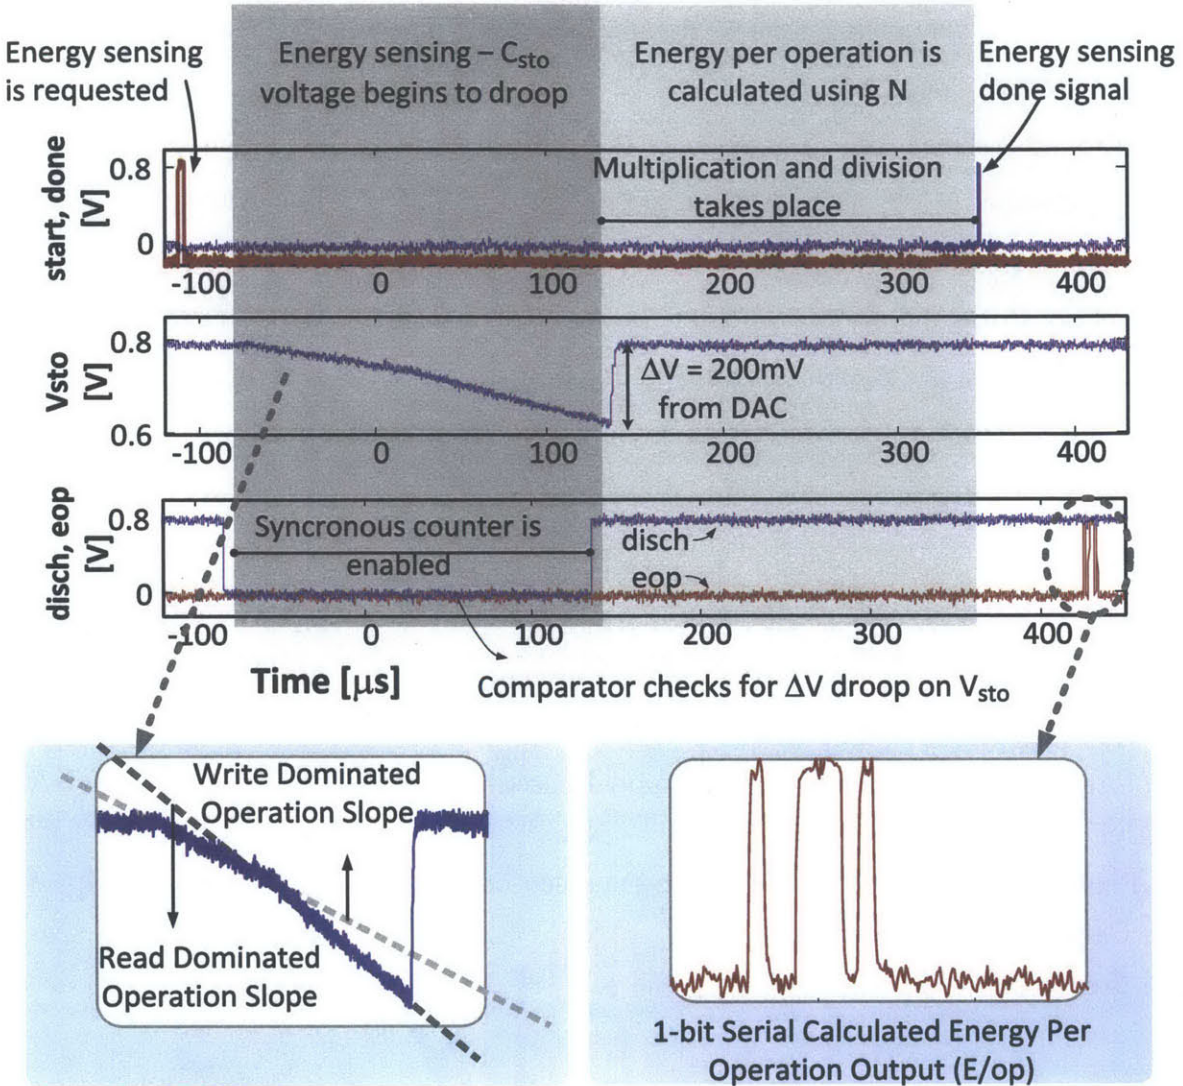 Energy sensing
is requested
Energy sensing – Csto
voltage begins to droop
Energy per operation is
calculated using N
Energy sensing
done signal
start, done
[V]
0.8
0
Multiplication and division
takes place
-100 0 100 200 300 400
Vsto
[V]
0.8
0.6
ΔV = 200mV
from DAC
-100 0 100 200 300 400
disch, eop
[V]
0.8
0
Syncronous counter is
enabled
disch
eop
-100 0 100 200 300 400
Time [μs]
Comparator checks for ΔV droop on Vsto
Write Dominated
Operation Slope
Read Dominated
Operation Slope
1-bit Serial Calculated Energy Per
Operation Output (E/op)